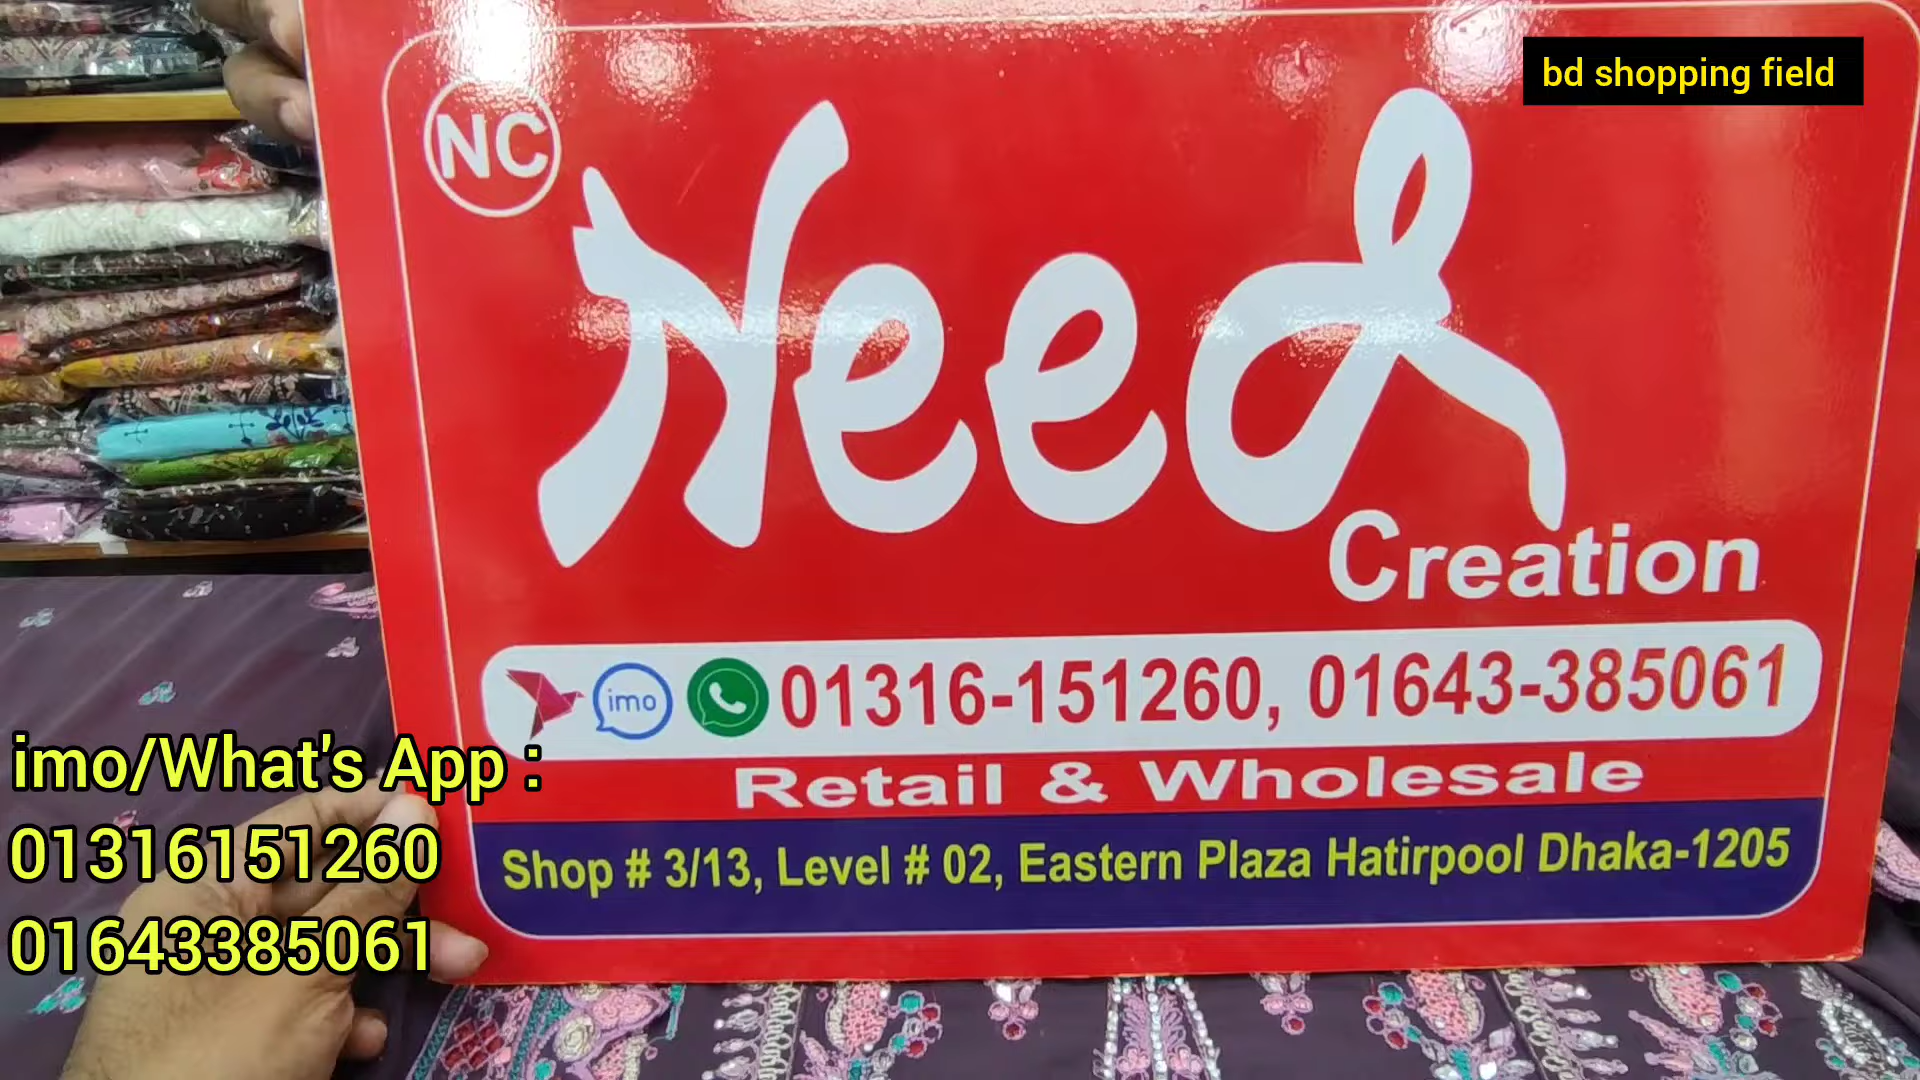 bd shopping field
NC
Need
Creation
imo 01316-151260, 01643-385061
Retail & Wholesale
Shop # 3/13, Level # 02, Eastern Plaza Hatirpool Dhaka-1205
imo/What's App :
01316151260
01643385061